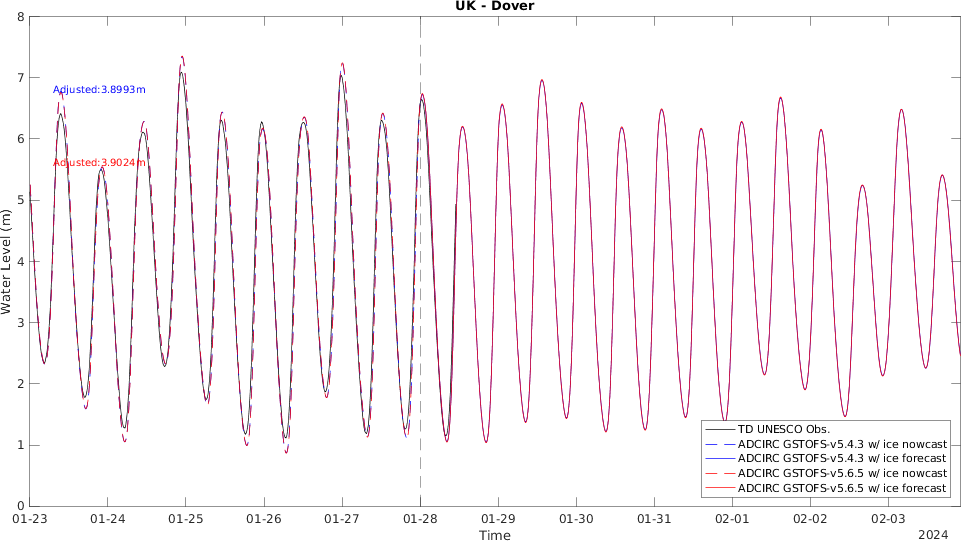 UK - Dover
8
7
6
5
4
3
2
1
0
Water Level (m)
Adjusted:3.8993m
Adjusted:3.9024m
TD UNESCO Obs.
ADCIRC GSTOFS-v5.4.3 w/ ice nowcast
ADCIRC GSTOFS-v5.4.3 w/ ice forecast
ADCIRC GSTOFS-v5.6.5 w/ ice nowcast
ADCIRC GSTOFS-v5.6.5 w/ ice forecast
01-23 01-24 01-25 01-26 01-27 01-28 01-29 01-30 01-31 02-01 02-02 02-03
Time
2024